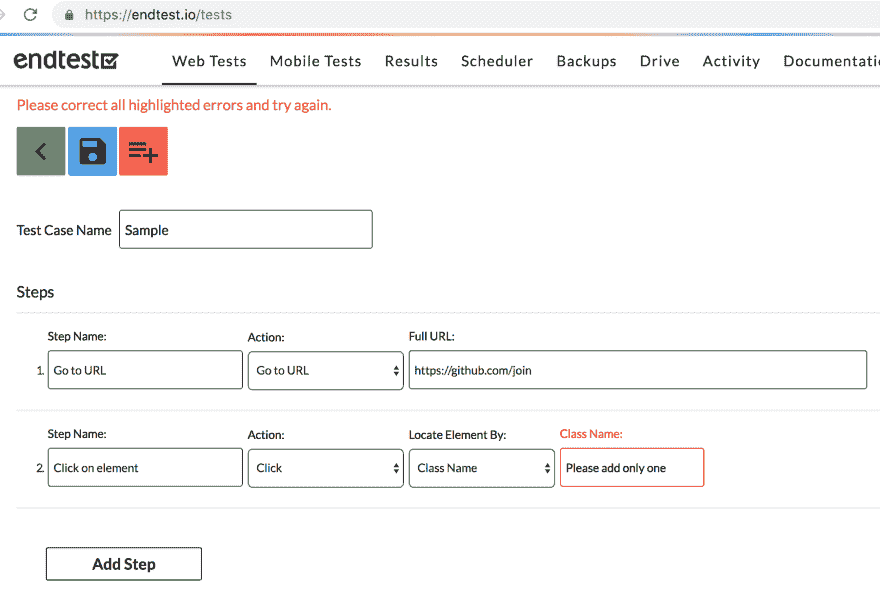 https://endtest.io/tests
endtest
Web Tests Mobile Tests Results Scheduler Backups Drive Activity Documentati
Please correct all highlighted errors and try again.
Test Case Name Sample
Steps
Step Name: Action: Full URL:
1. Go to URL Go to URL https://github.com/join
Step Name: Action: Locate Element By: Class Name:
2. Click on element Click Class Name Please add only one
Add Step